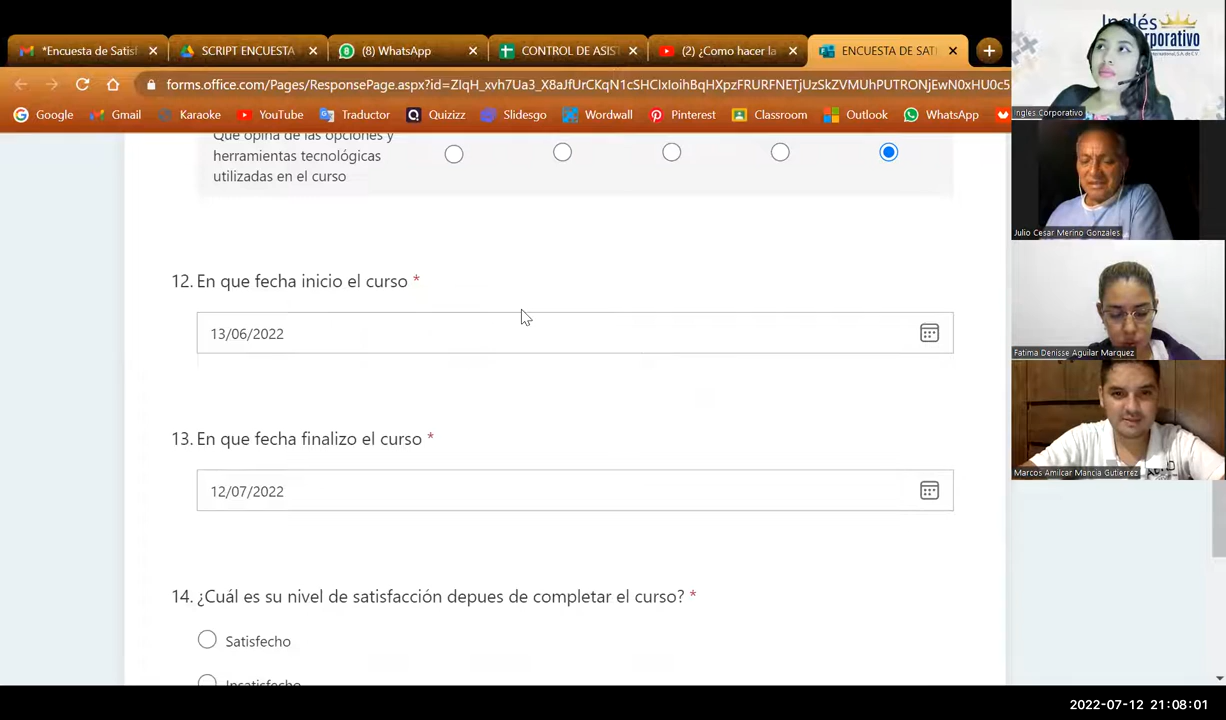 *Encuesta de Satisf
SCRIPT ENCUESTA
(8) WhatsApp
CONTROL DE ASIST
(2) ¿Como hacer la
ENCUESTA DE SATI
forms.office.com/Pages/ResponsePage.aspx?id=ZIqH_xvh7Ua3_X8aJfUrCKqN1cSHCIxIoihBqHXpzFRURFNETjUzSkZVMUhPUTRONjEwN0xHU0c5
Google
Gmail
Karaoke
YouTube
Traductor
Quizizz
Slidesgo
Wordwall
Pinterest
Classroom
Outlook
WhatsApp
Inglés
Ingles Corporativo
Julio Cesar Merino Gonzales
Fatima Denisse Aguilar Marquez
Marcos Amilcar Mancia Gutierrez
Que opina de las opciones y
herramientas tecnológicas
utilizadas en el curso
12. En que fecha inicio el curso *
13/06/2022
13. En que fecha finalizo el curso *
12/07/2022
14. ¿Cuál es su nivel de satisfacción depues de completar el curso? *
Satisfecho
Insatisfecho
2022-07-12 21:08:01